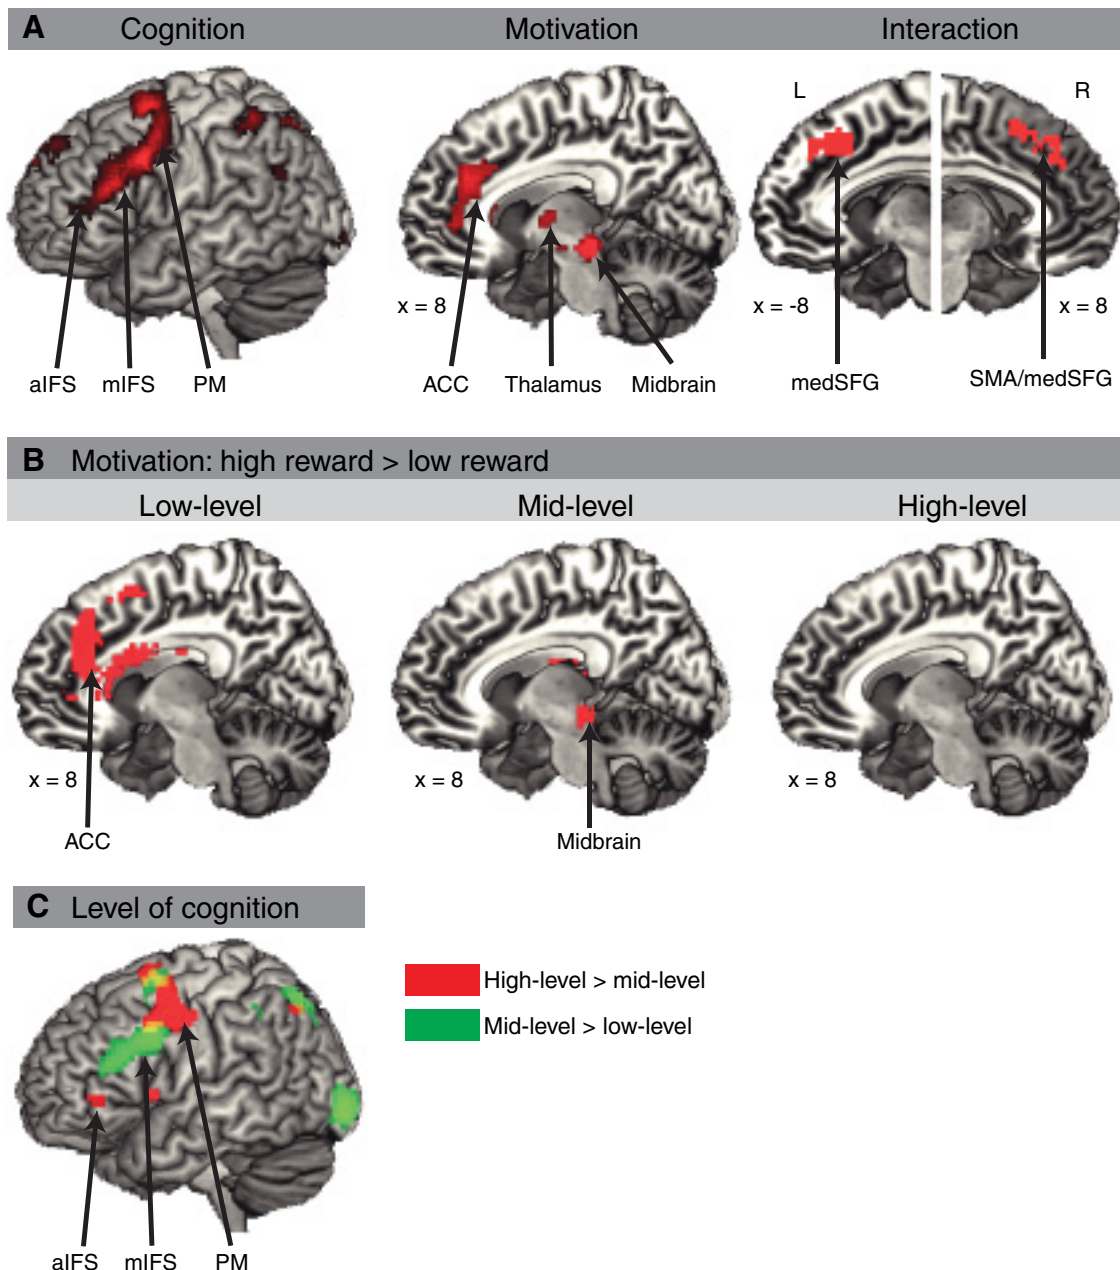 A Cognition Motivation Interaction
L R
x = 8 x = -8 x = 8
aIFS mIFS PM ACC Thalamus Midbrain medSFG SMA/medSFG
B Motivation: high reward > low reward
Low-level Mid-level High-level
x = 8 x = 8 x = 8
ACC Midbrain
C Level of cognition
High-level > mid-level
Mid-level > low-level
aIFS mIFS PM